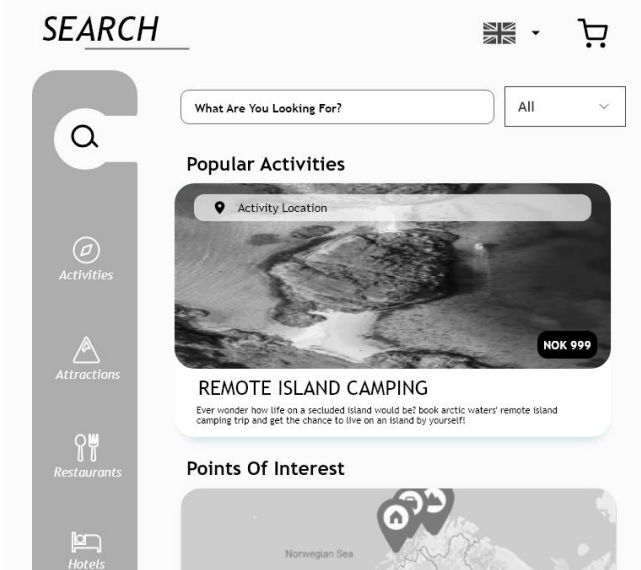 SEARCH
What Are You Looking For?
All
Popular Activities
Activity Location
NOK 999
REMOTE ISLAND CAMPING
Ever wonder how life on a secluded island would be? book arctic waters' remote island
camping trip and get the chance to live on an island by yourself!
Activities
Attractions
Restaurants
Hotels
Points Of Interest
Norwegian Sea